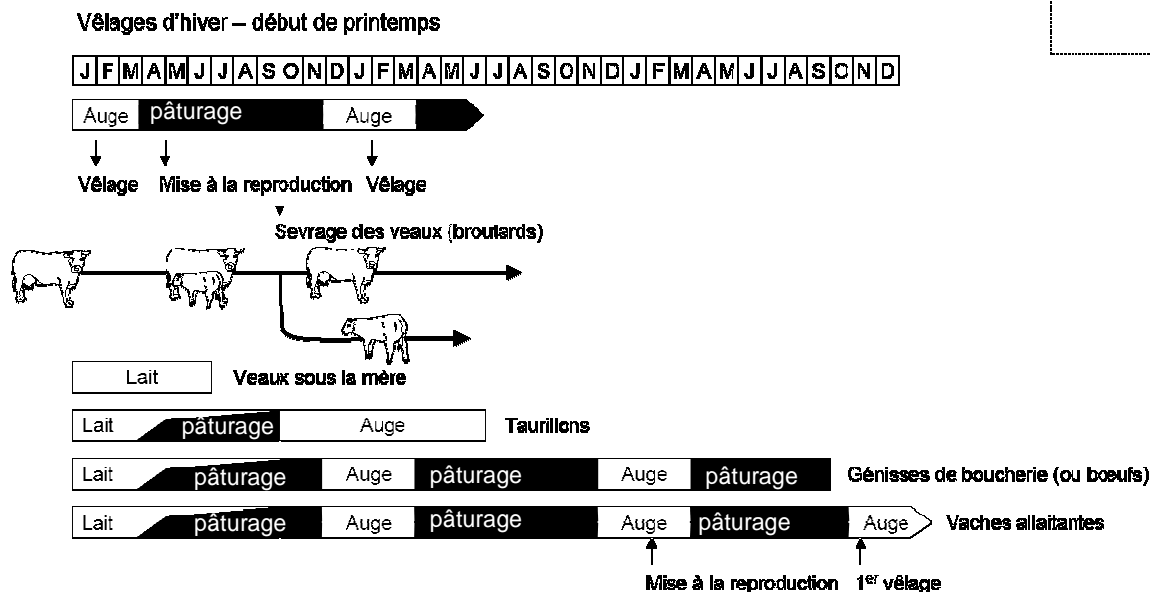 Vêlages d'hiver – début de printemps
J F M A M J J A S O N D J F M A M J J A S O N D J F M A M J J A S O N D
Auge pâturage Auge
Vêlage Mise à la reproduction Vêlage
Sevrage des veaux (broutards)
Lait Veaux sous la mère
Lait pâturage Auge Taurillons
Lait pâturage Auge pâturage Auge pâturage Génisses de boucherie (ou bœufs)
Lait pâturage Auge pâturage Auge pâturage Auge Vaches allaitantes
Mise à la reproduction 1er vêlage